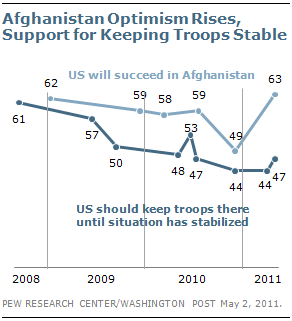 Afghanistan Optimism Rises,
Support for Keeping Troops Stable
US will succeed in Afghanistan
62 59 58 59 49 63
61 57 50 48 53 47 44 44 47
US should keep troops there
until situation has stabilized
2008 2009 2010 2011
PEW RESEARCH CENTER/WASHINGTON POST May 2, 2011.